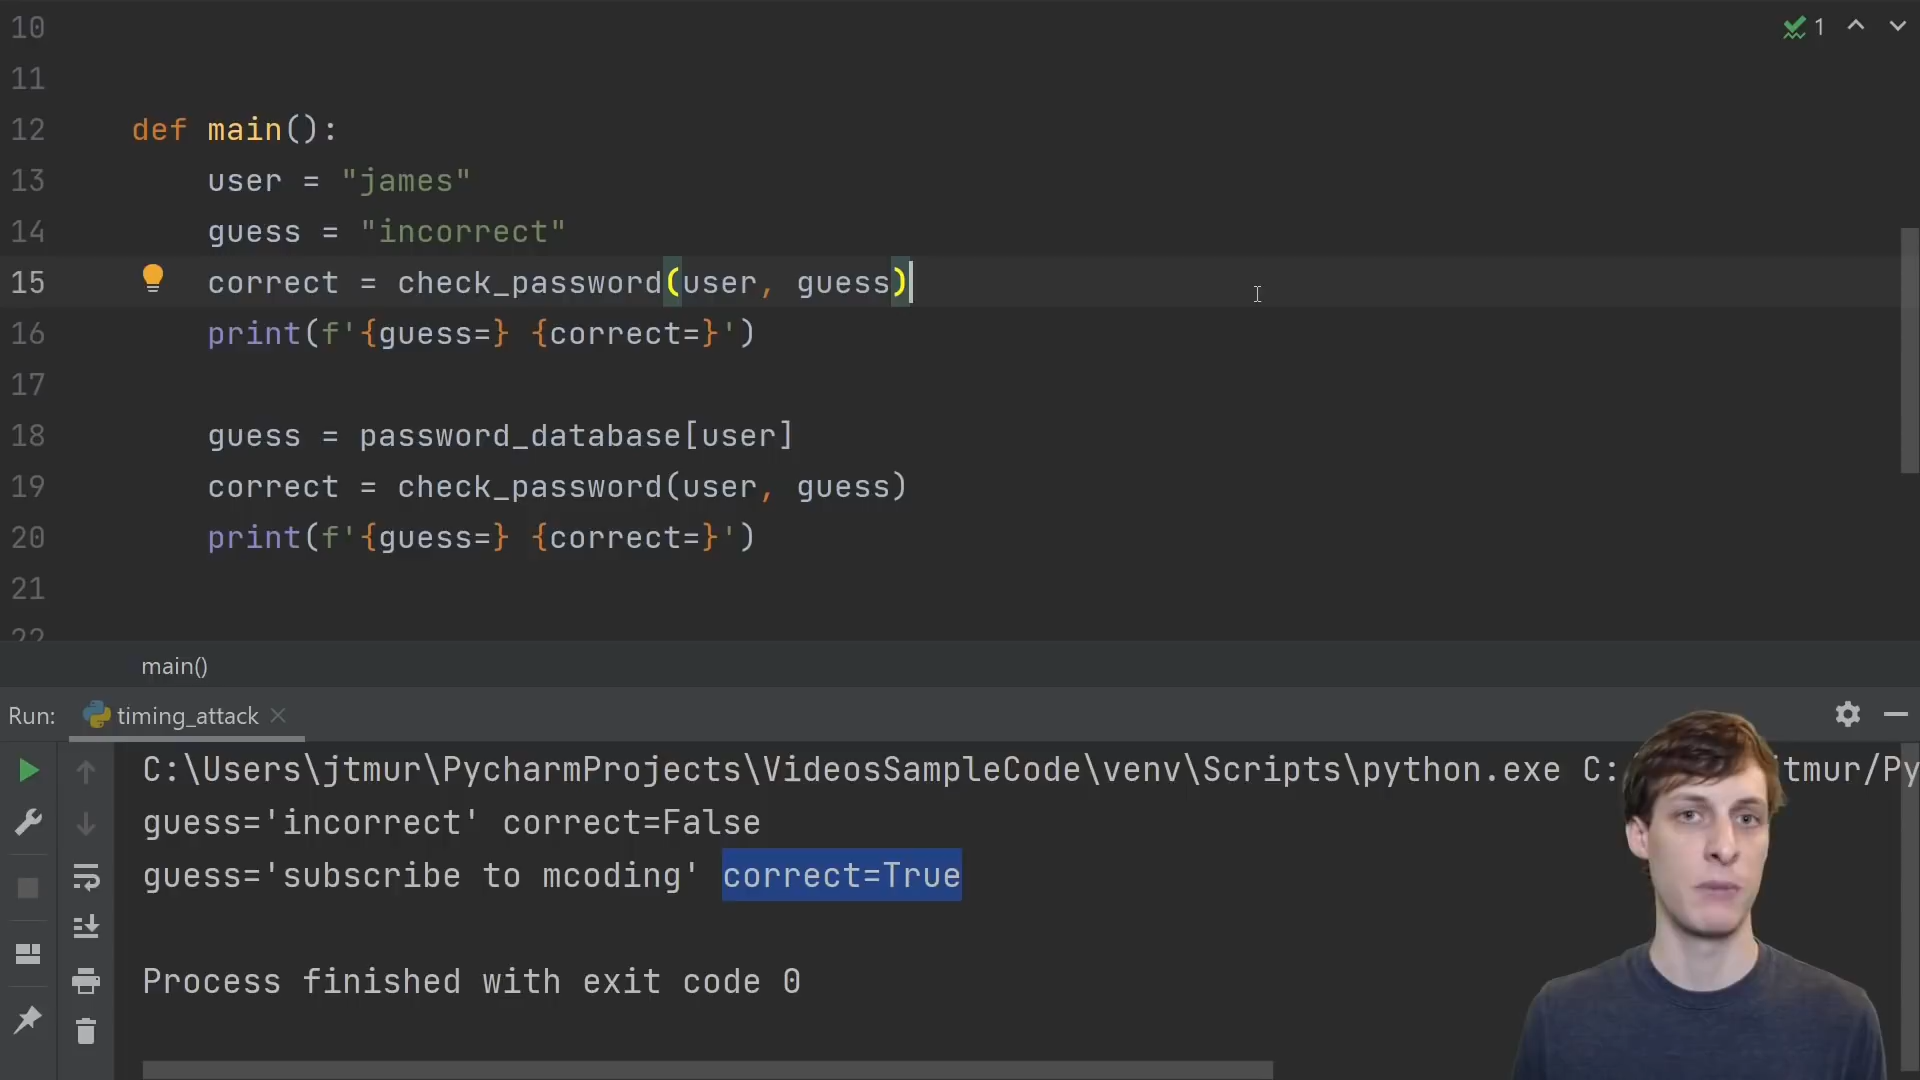 10
11
12 def main():
13 user = "james"
14 guess = "incorrect"
15 correct = check_password(user, guess)
16 print(f'{guess=} {correct=}')
17
18 guess = password_database[user]
19 correct = check_password(user, guess)
20 print(f'{guess=} {correct=}')
21
22
1
main()
Run: timing_attack
C:\Users\jtmur\PycharmProjects\VideosSampleCode\venv\Scripts\python.exe C: tmur/Py
guess='incorrect' correct=False
guess='subscribe to mcoding' correct=True
Process finished with exit code 0